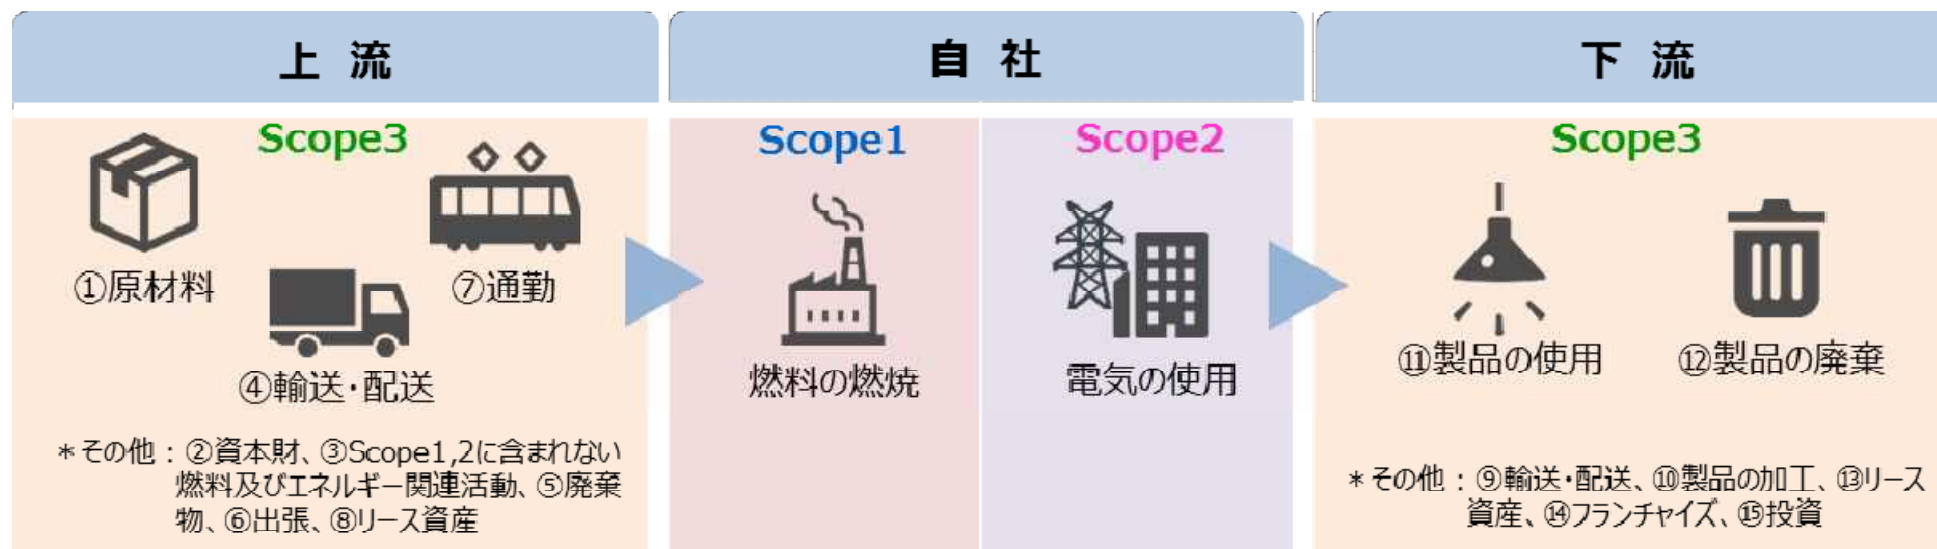 上 流
Scope3
①原材料
⑦通勤
④輸送・配送
＊その他：②資本財、③Scope1,2に含まれない
燃料及びエネルギー関連活動、⑤廃棄
物、⑥出張、⑧リース資産
自 社
Scope1
燃料の燃焼
Scope2
電気の使用
下 流
Scope3
⑪製品の使用
⑫製品の廃棄
＊その他：⑨輸送・配送、⑩製品の加工、⑬リース
資産、⑭フランチャイズ、⑮投資